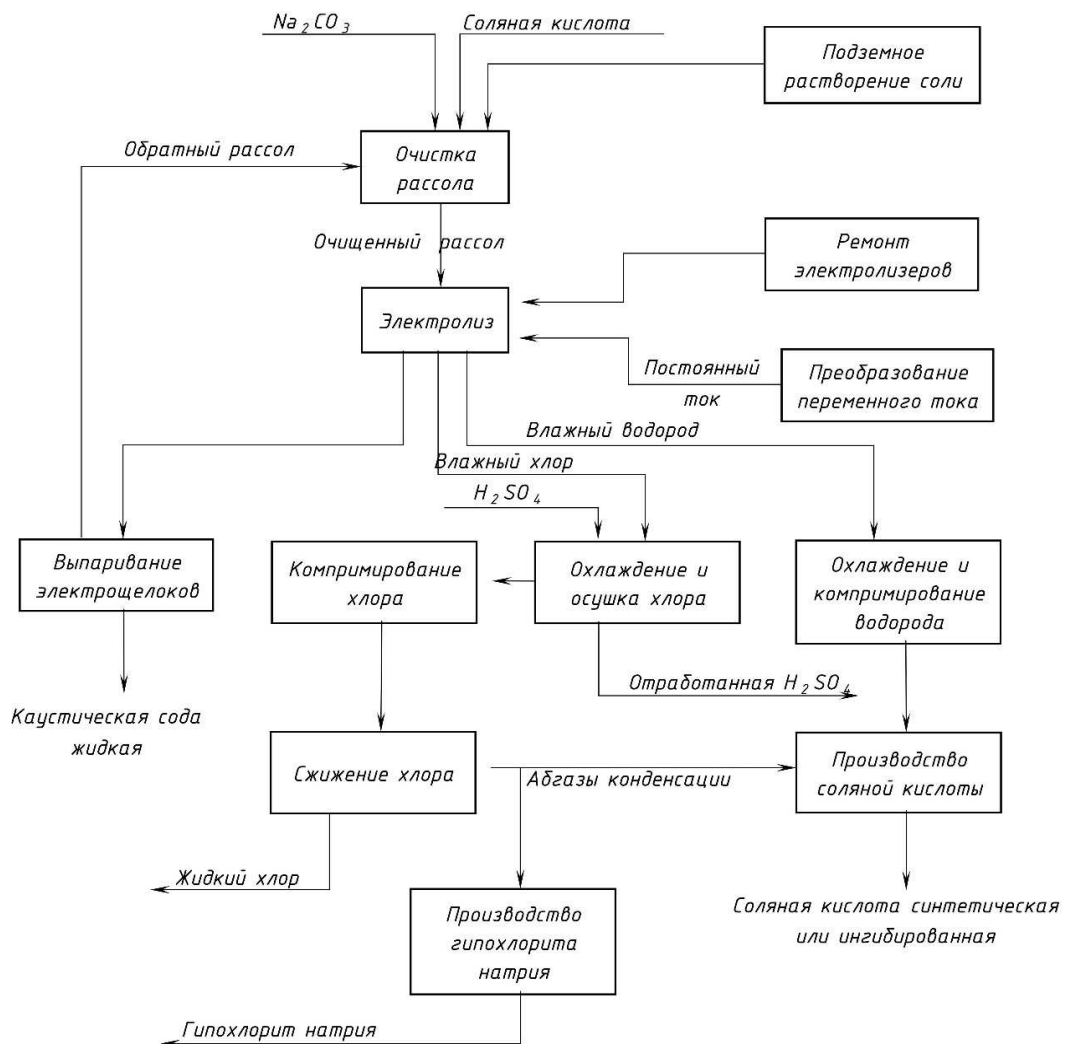 Na₂CO₃
Соляная кислота
Подземное
растворение соли
Обратный рассол
Очистка
рассола
Очищенный рассол
Ремонт
электролизеров
Электролиз
Постоянный
ток
Преобразование
переменного тока
Влажный водород
Влажный хлор
H₂SO₄
Выпаривание
электрощелоков
Компримирование
хлора
Охлаждение и
осушка хлора
Охлаждение и
компримирование
водорода
Отработанная H₂SO₄
Каустическая сода
жидкая
Сжижение хлора
Абгазы конденсации
Производство
соляной кислоты
Жидкий хлор
Производство
гипохлорита
натрия
Соляная кислота синтетическая
или ингибированная
Гипохлорит натрия